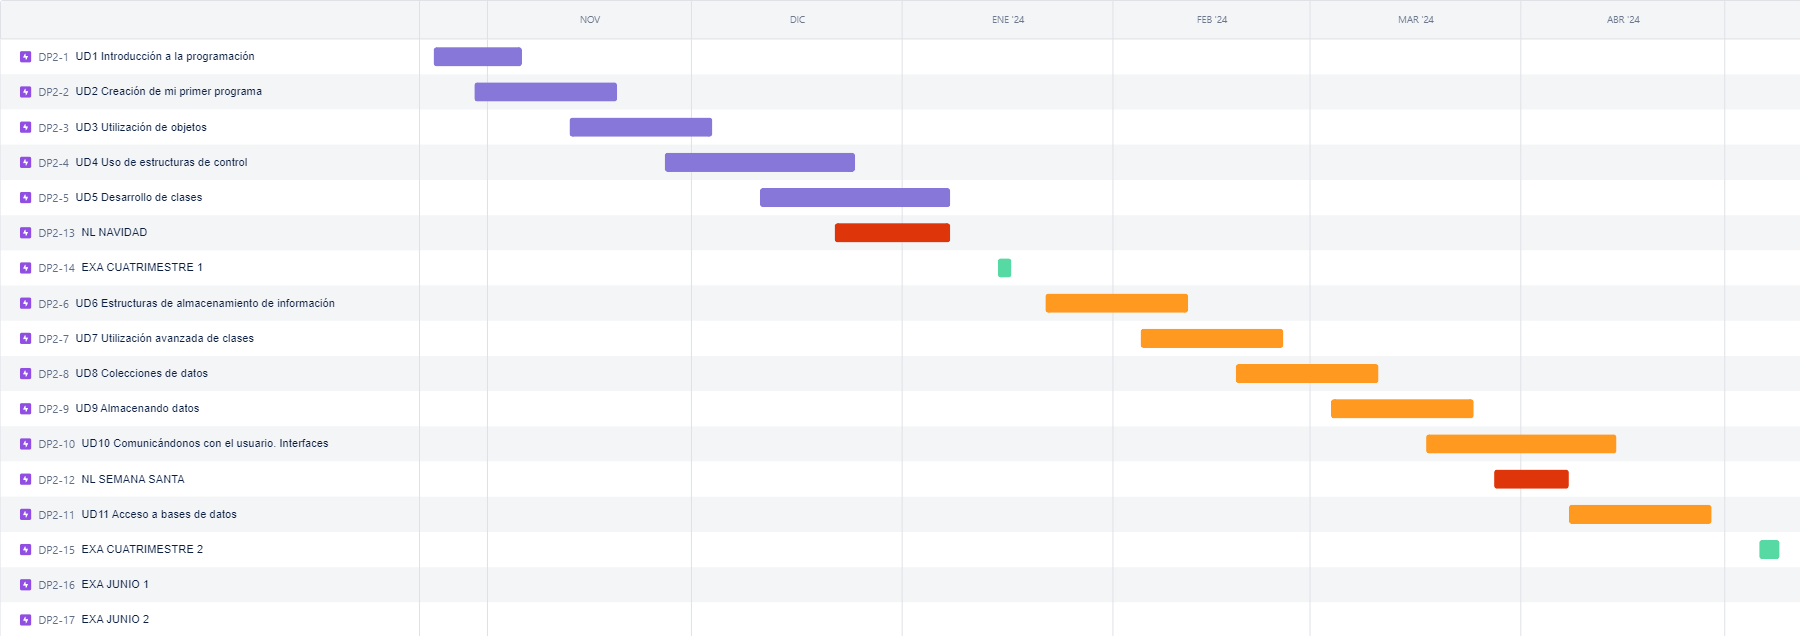 NOV DIC ENE '24 FEB '24 MAR '24 ABR '24
DP2-1 UD1 Introducción a la programación
DP2-2 UD2 Creación de mi primer programa
DP2-3 UD3 Utilización de objetos
DP2-4 UD4 Uso de estructuras de control
DP2-5 UD5 Desarrollo de clases
DP2-13 NL NAVIDAD
DP2-14 EXA CUATRIMESTRE 1
DP2-6 UD6 Estructuras de almacenamiento de información
DP2-7 UD7 Utilización avanzada de clases
DP2-8 UD8 Colecciones de datos
DP2-9 UD9 Almacenando datos
DP2-10 UD10 Comunicándonos con el usuario. Interfaces
DP2-12 NL SEMANA SANTA
DP2-11 UD11 Acceso a bases de datos
DP2-15 EXA CUATRIMESTRE 2
DP2-16 EXA JUNIO 1
DP2-17 EXA JUNIO 2